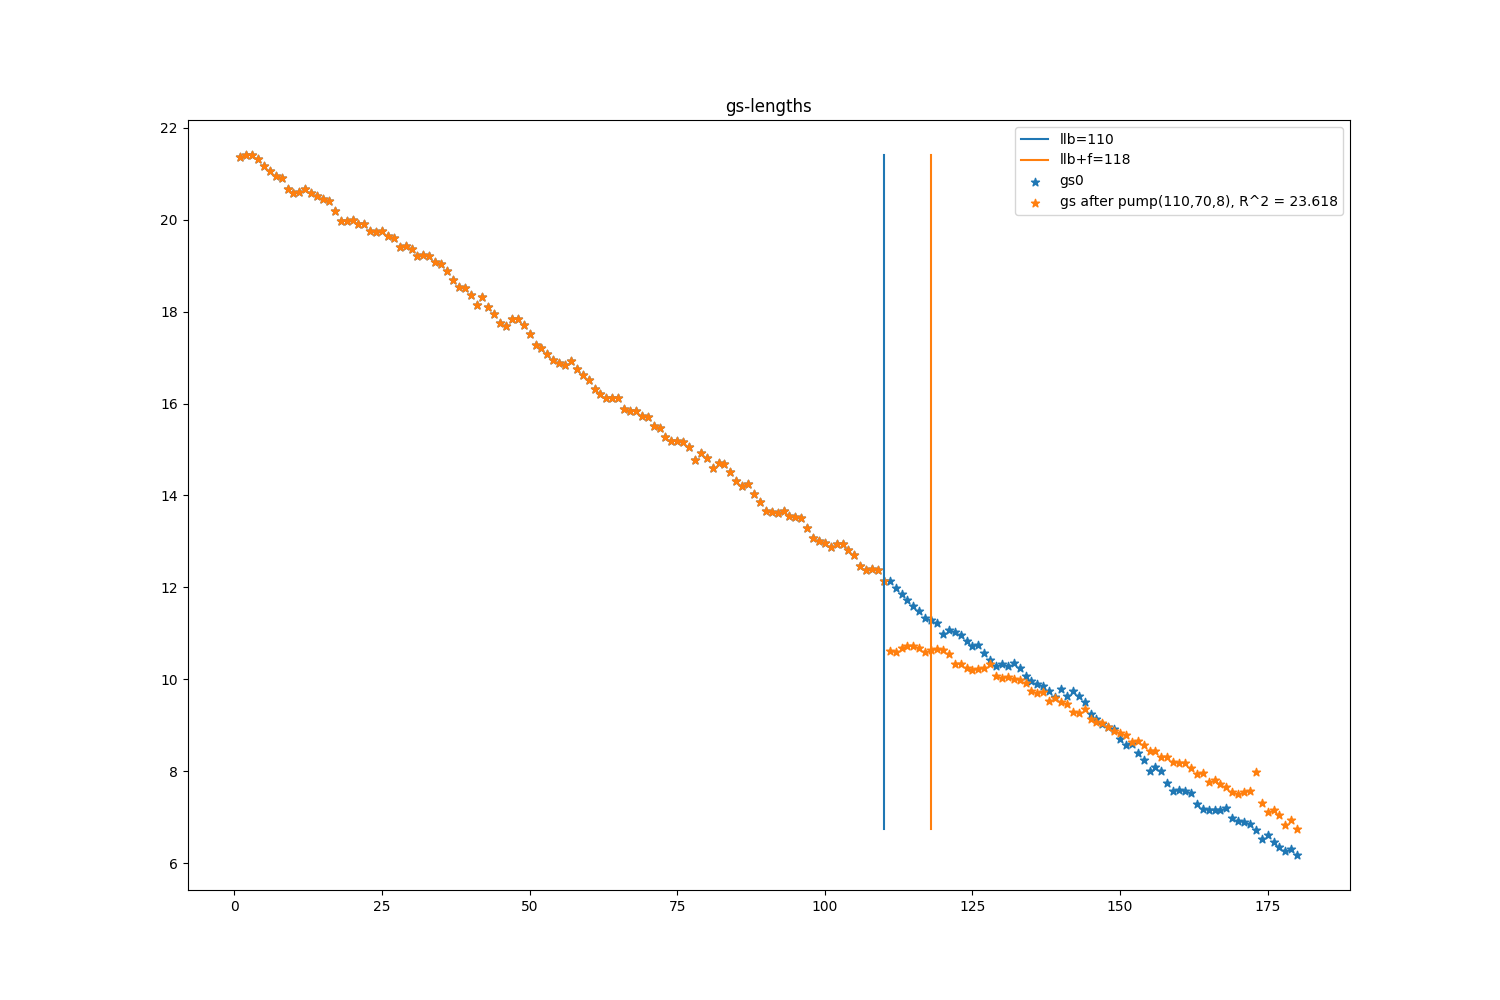 gs-lengths
llb=110
llb+f=118
gs0
gs after pump(110,70,8), R^2 = 23.618
22
20
18
16
14
12
10
8
6
0 25 50 75 100 125 150 175